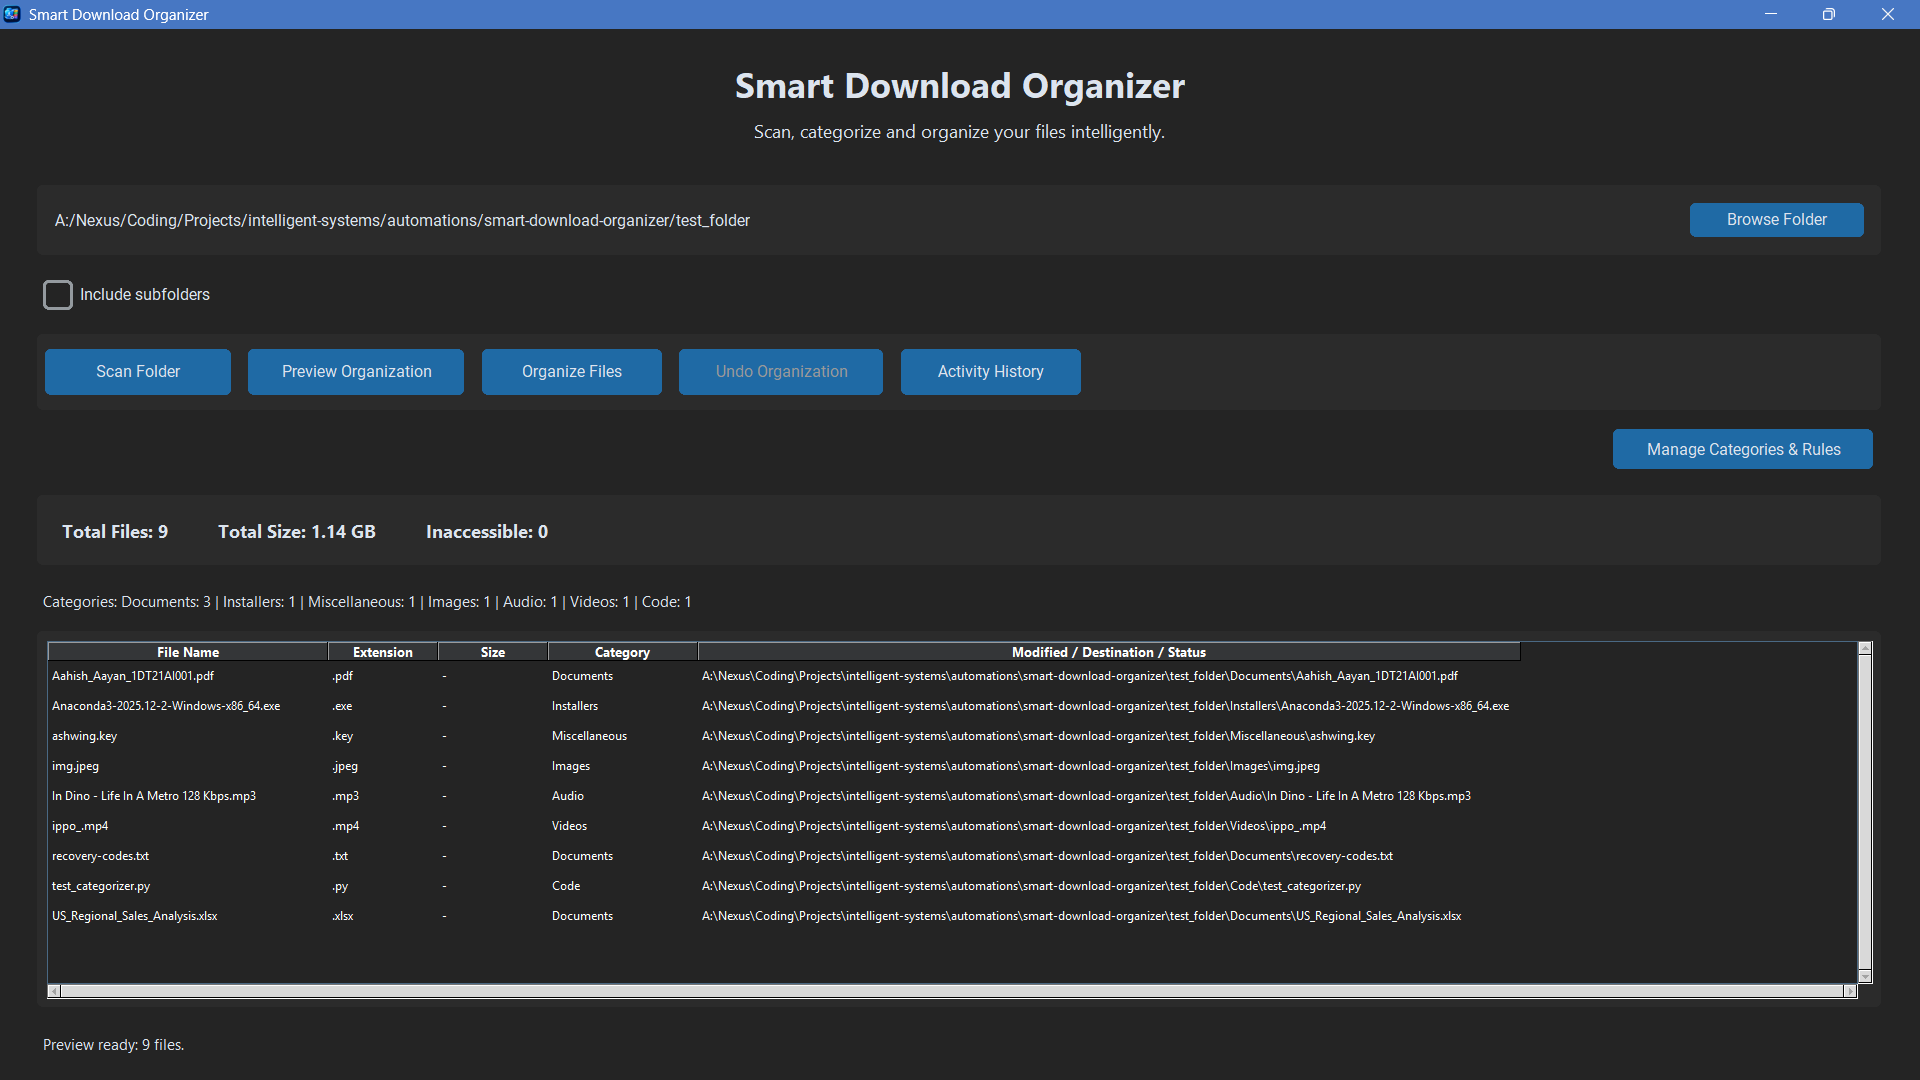 Smart Download Organizer
Smart Download Organizer
Scan, categorize and organize your files intelligently.
A:/Nexus/Coding/Projects/intelligent-systems/automations/smart-download-organizer/test_folder
Browse Folder
Include subfolders
Scan Folder Preview Organization Organize Files Undo Organization Activity History
Manage Categories & Rules
Total Files: 9 Total Size: 1.14 GB Inaccessible: 0
Categories: Documents: 3 | Installers: 1 | Miscellaneous: 1 | Images: 1 | Audio: 1 | Videos: 1 | Code: 1
File Name Extension Size Category Modified / Destination / Status
Aahish_Aayan_1DT21AI001.pdf .pdf - Documents A:\Nexus\Coding\Projects\intelligent-systems\automations\smart-download-organizer\test_folder\Documents\Aahish_Aayan_1DT21AI001.pdf
Anaconda3-2025.12-2-Windows-x86_64.exe .exe - Installers A:\Nexus\Coding\Projects\intelligent-systems\automations\smart-download-organizer\test_folder\Installers\Anaconda3-2025.12-2-Windows-x86_64.exe
ashwing.key .key - Miscellaneous A:\Nexus\Coding\Projects\intelligent-systems\automations\smart-download-organizer\test_folder\Miscellaneous\ashwing.key
img.jpeg .jpeg - Images A:\Nexus\Coding\Projects\intelligent-systems\automations\smart-download-organizer\test_folder\Images\img.jpeg
In Dino - Life In A Metro 128 Kbps.mp3 .mp3 - Audio A:\Nexus\Coding\Projects\intelligent-systems\automations\smart-download-organizer\test_folder\Audio\In Dino - Life In A Metro 128 Kbps.mp3
ippo_.mp4 .mp4 - Videos A:\Nexus\Coding\Projects\intelligent-systems\automations\smart-download-organizer\test_folder\Videos\ippo_.mp4
recovery-codes.txt .txt - Documents A:\Nexus\Coding\Projects\intelligent-systems\automations\smart-download-organizer\test_folder\Documents\recovery-codes.txt
test_categorizer.py .py - Code A:\Nexus\Coding\Projects\intelligent-systems\automations\smart-download-organizer\test_folder\Code\test_categorizer.py
US_Regional_Sales_Analysis.xlsx .xlsx - Documents A:\Nexus\Coding\Projects\intelligent-systems\automations\smart-download-organizer\test_folder\Documents\US_Regional_Sales_Analysis.xlsx
Preview ready: 9 files.